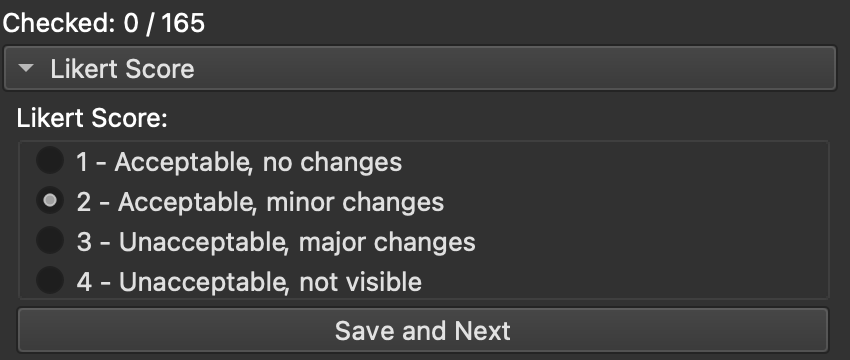 Checked: 0 / 165
Likert Score
Likert Score:
1 - Acceptable, no changes
2 - Acceptable, minor changes
3 - Unacceptable, major changes
4 - Unacceptable, not visible
Save and Next